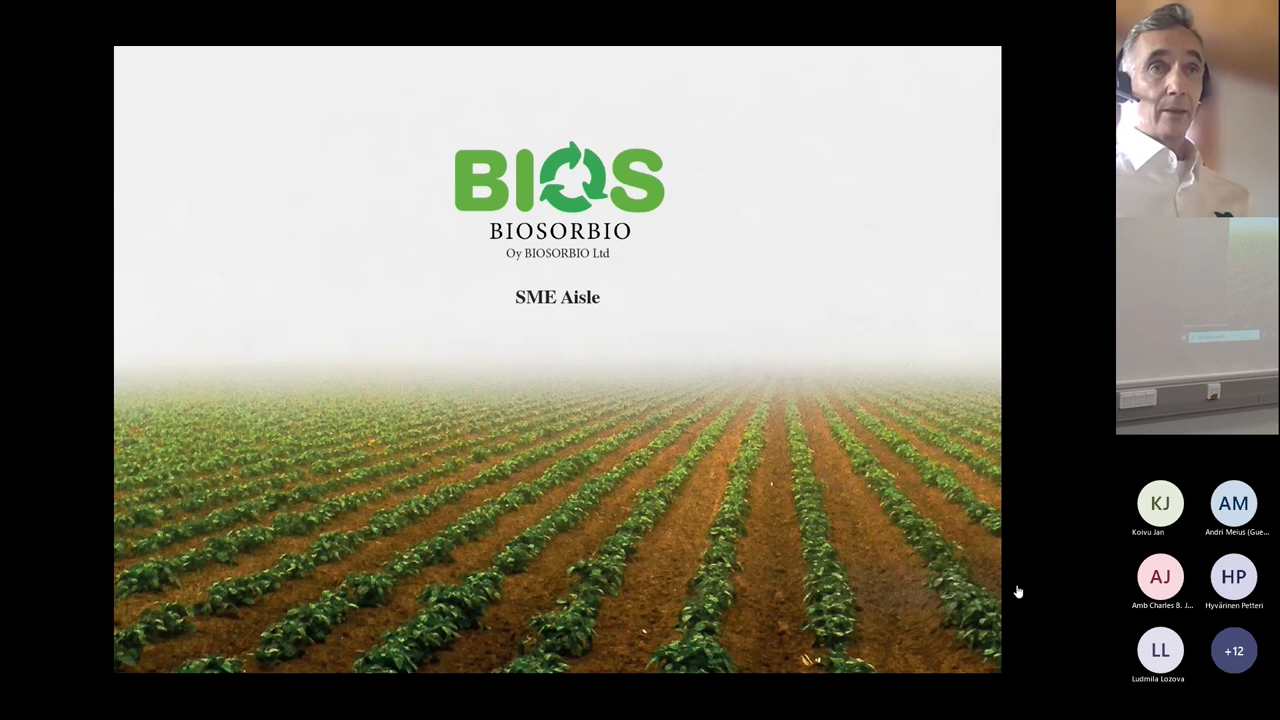 BIOS
BIOSORBIO
Oy BIOSORBIO Ltd
SME Aisle
KJ
Koivu Jan
AM
Andri Meius (Gue...
AJ
Amb Charles B. J...
HP
Hyvärinen Petteri
LL
Ludmila Lozova
+12